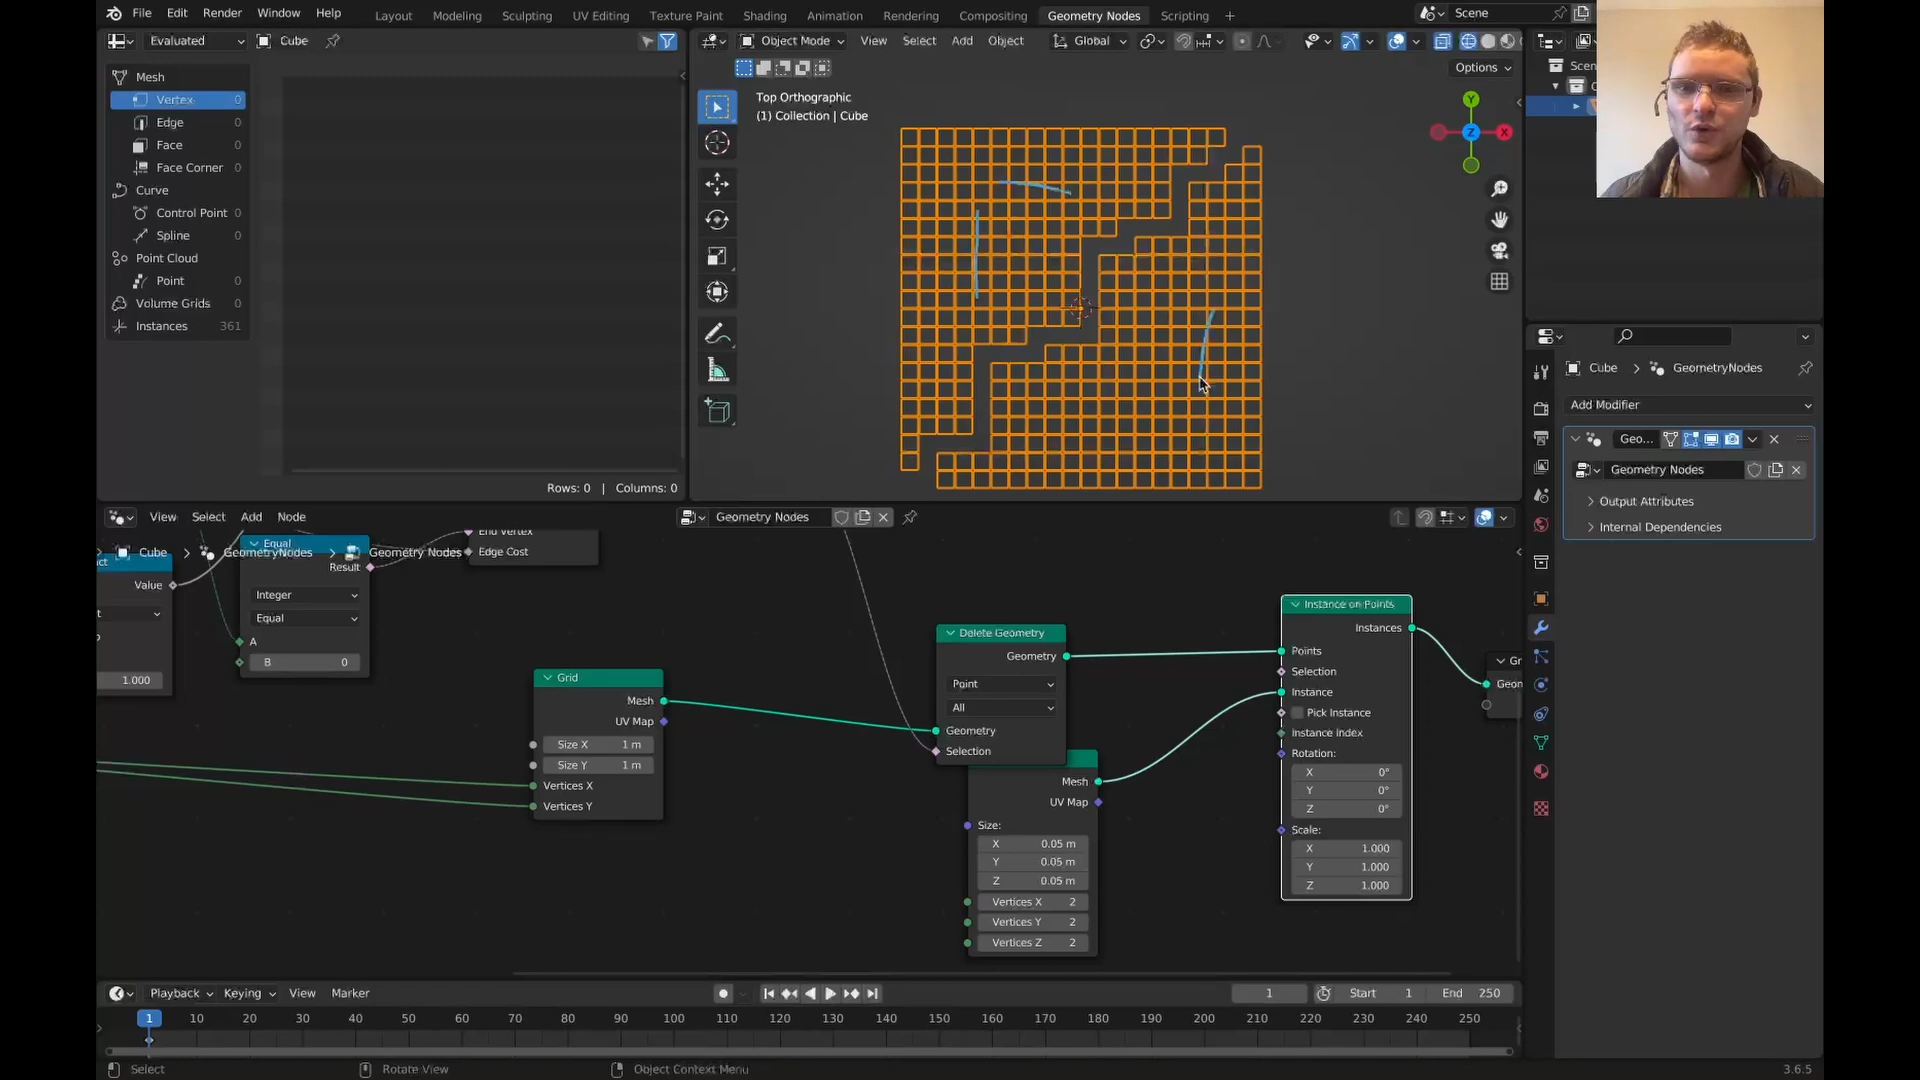 File Edit Render Window Help
Layout Modeling Sculpting UV Editing Texture Paint Shading Animation Rendering Compositing Geometry Nodes Scripting +
Scene
Evaluated Cube
View Select Add Object
Object Mode
Global
Options
Scen
Mesh
Vertex 0
Edge 0
Face 0
Face Corner 0
Curve
Control Point 0
Spline 0
Point Cloud
Point 0
Volume Grids
Instances 361
Rows: 0 | Columns: 0
Top Orthographic
(1) Collection | Cube
Y
Z
X
Cube > GeometryNodes
Add Modifier
Geo...
Geometry Nodes
Output Attributes
Internal Dependencies
View Select Add Node
Geometry Nodes
Cube > GeometryNodes > Geometry Nodes
ct
Value
t
1.000
Equal
Result
Integer
Equal
A
B 0
End Vertex
Edge Cost
Grid
Mesh
UV Map
Size X 1 m
Size Y 1 m
Vertices X
Vertices Y
Delete Geometry
Geometry
Point
All
Geometry
Selection
Mesh
UV Map
Size:
X 0.05 m
Y 0.05 m
Z 0.05 m
Vertices X 2
Vertices Y 2
Vertices Z 2
Instance on Points
Instances
Points
Selection
Instance
Pick Instance
Instance Index
Rotation:
X 0°
Y 0°
Z 0°
Scale:
X 1.000
Y 1.000
Z 1.000
Gr
Geon
Playback Keying View Marker
1
Start 1
End 250
1 10 20 30 40 50 60 70 80 90 100 110 120 130 140 150 160 170 180 190 200 210 220 230 240 250
Select
Rotate View
Object Context Menu
3.6.5